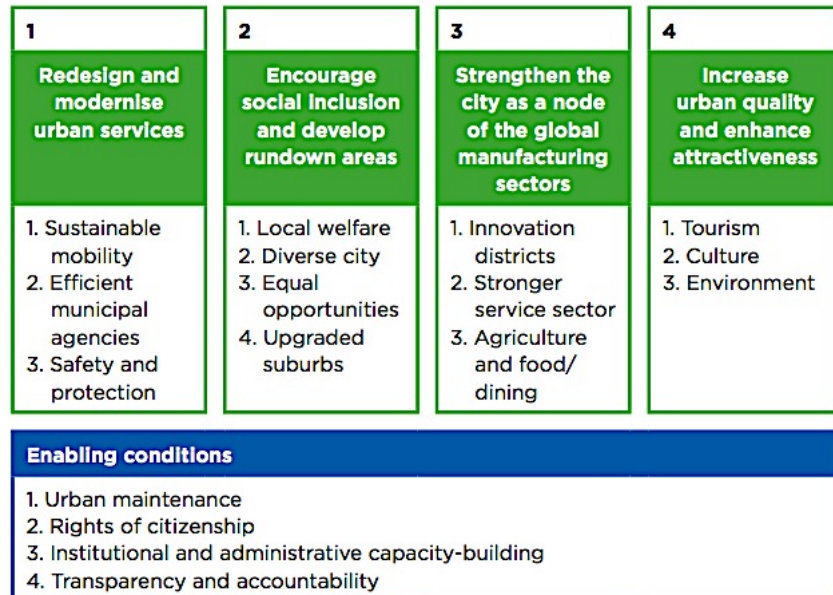 1
Redesign and
modernise
urban services
1. Sustainable
mobility
2. Efficient
municipal
agencies
3. Safety and
protection
2
Encourage
social inclusion
and develop
rundown areas
1. Local welfare
2. Diverse city
3. Equal
opportunities
4. Upgraded
suburbs
3
Strengthen the
city as a node
of the global
manufacturing
sectors
1. Innovation
districts
2. Stronger
service sector
3. Agriculture
and food/
dining
4
Increase
urban quality
and enhance
attractiveness
1. Tourism
2. Culture
3. Environment
Enabling conditions
1. Urban maintenance
2. Rights of citizenship
3. Institutional and administrative capacity-building
4. Transparency and accountability